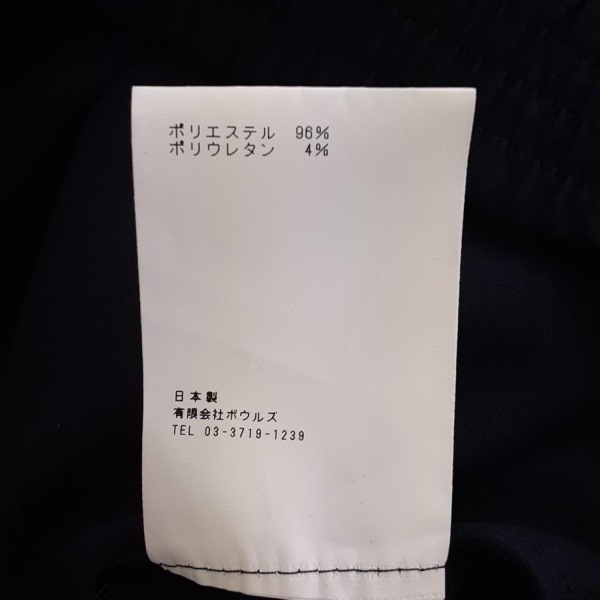 ポリエステル 96%
ポリウレタン 4%
日本製
有限会社ボウルズ
TEL 03-3719-1239